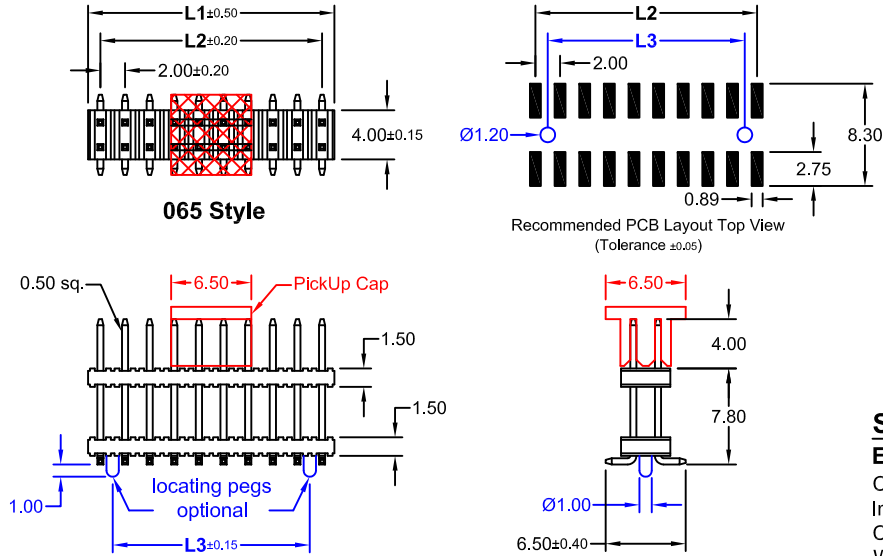 L1±0.50
L2±0.20
2.00±0.20
4.00±0.15
065 Style
L2
L3
2.00
Ø1.20
8.30
2.75
0.89
Recommended PCB Layout Top View
(Tolerance ±0.05)
6.50
PickUp Cap
0.50 sq.
1.50
1.50
locating pegs
optional
1.00
L3±0.15
6.50
4.00
7.80
Ø1.00
6.50±0.40